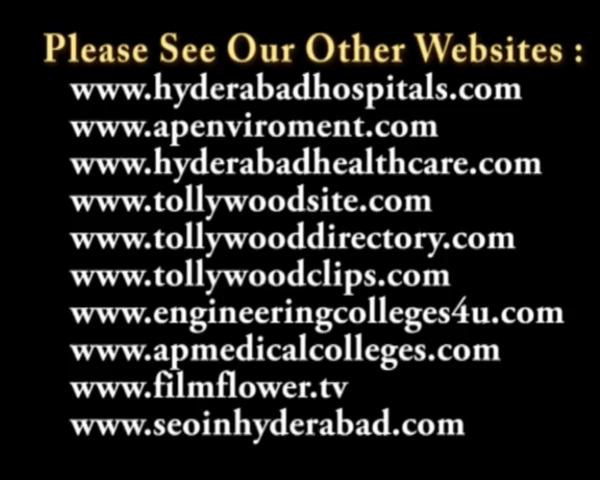 Please See Our Other Websites :
www.hyderabadhospitals.com
www.apenviroment.com
www.hyderabadhealthcare.com
www.tollywoodsite.com
www.tollywooddirectory.com
www.tollywoodclips.com
www.engineeringcolleges4u.com
www.apmedicalcolleges.com
www.filmflower.tv
www.seoinhyderabad.com